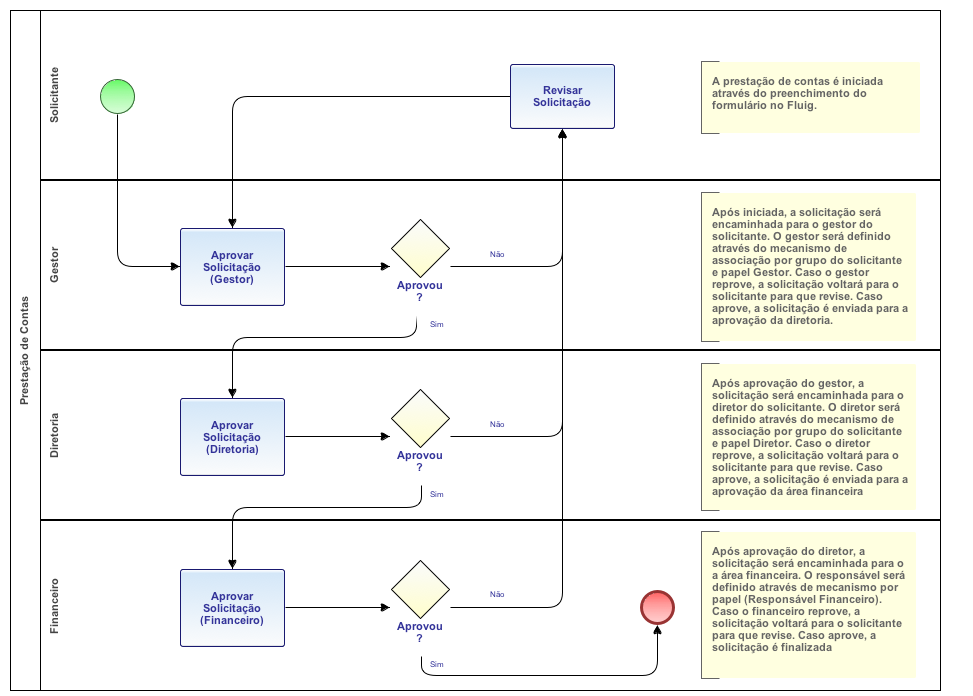 Prestação de Contas
Solicitante
Revisar
Solicitação
A prestação de contas é iniciada
através do preenchimento do
formulário no Fluig.
Gestor
Aprovar
Solicitação
(Gestor)
Aprovou
?
Não
Sim
Após iniciada, a solicitação será
encaminhada para o gestor do
solicitante. O gestor será definido
através do mecanismo de
associação por grupo do solicitante
e papel Gestor. Caso o gestor
reprove, a solicitação voltará para o
solicitante para que revise. Caso
aprove, a solicitação é enviada para a
aprovação da diretoria.
Diretoria
Aprovar
Solicitação
(Diretoria)
Aprovou
?
Não
Sim
Após aprovação do gestor, a
solicitação será encaminhada para o
diretor do solicitante. O diretor será
definido através do mecanismo de
associação por grupo do solicitante
e papel Diretor. Caso o diretor
reprove, a solicitação voltará para o
solicitante para que revise. Caso
aprove, a solicitação é enviada para a
aprovação da área financeira
Financeiro
Aprovar
Solicitação
(Financeiro)
Aprovou
?
Não
Sim
Após aprovação do diretor, a
solicitação será encaminhada para o
a área financeira. O responsável será
definido através de mecanismo por
papel (Responsável Financeiro).
Caso o financeiro reprove, a
solicitação voltará para o solicitante
para que revise. Caso aprove, a
solicitação é finalizada